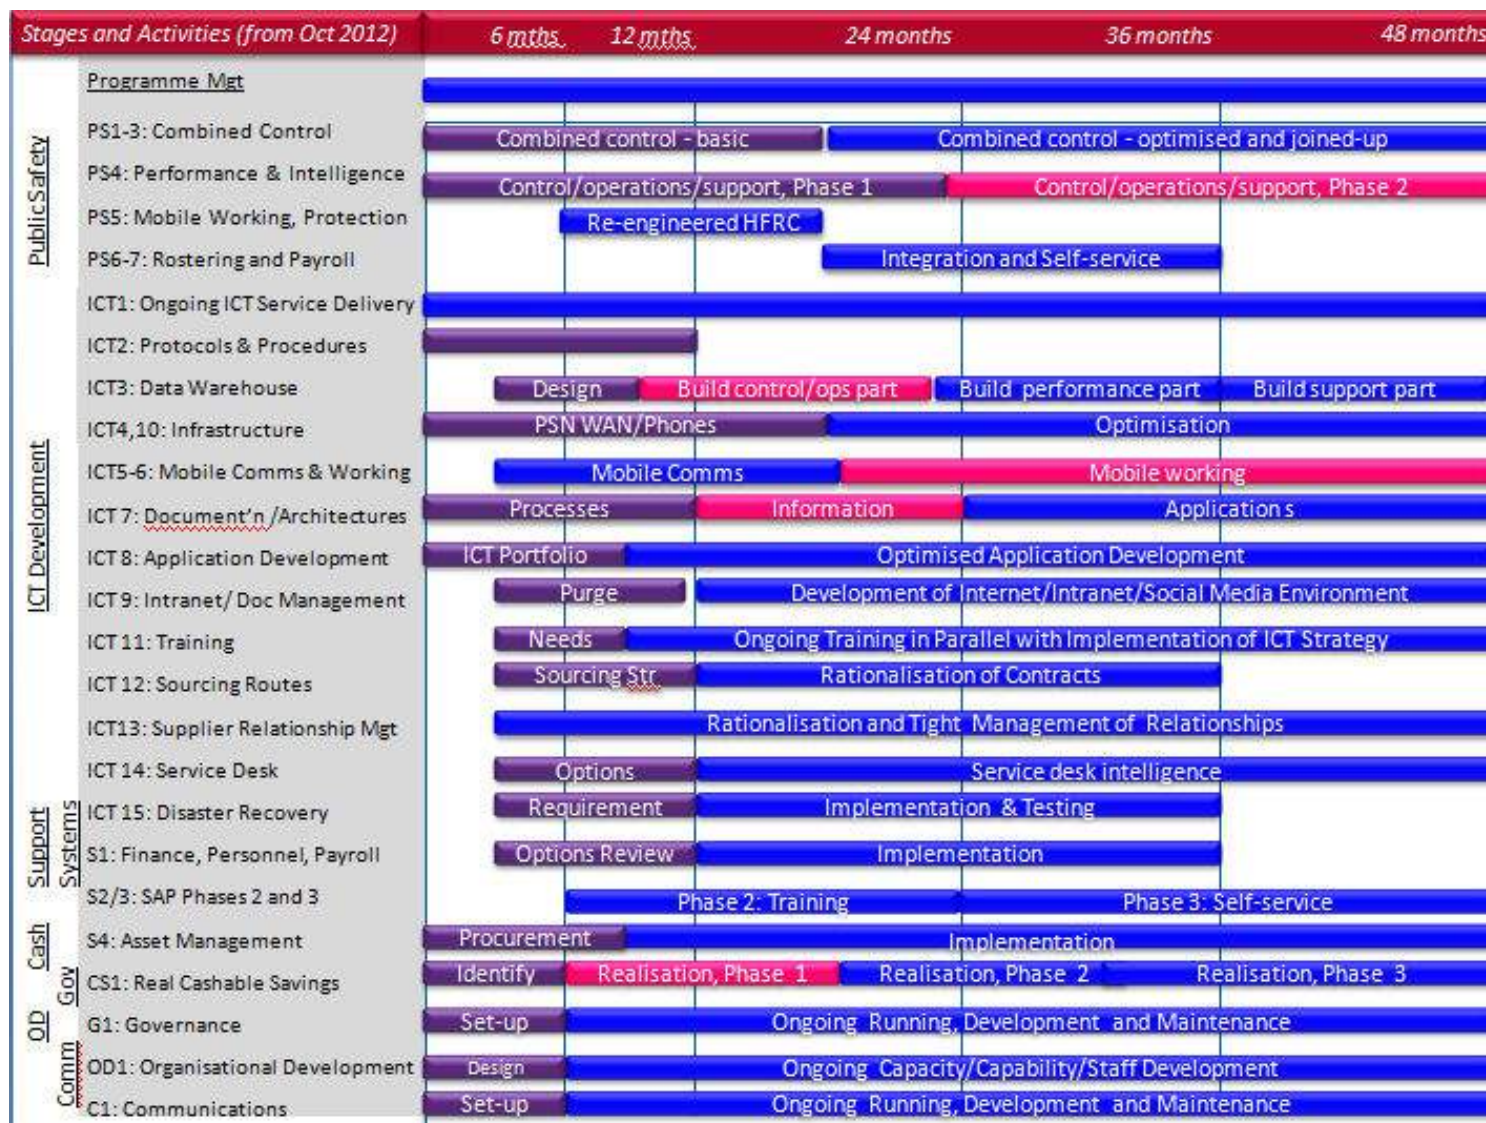 Stages and Activities (from Oct 2012) 6 mths 12 mths 24 months 36 months 48 months
Programme Mgt
Public Safety
PS1-3: Combined Control Combined control - basic Combined control - optimised and joined-up
PS4: Performance & Intelligence Control/operations/support, Phase 1 Control/operations/support, Phase 2
PS5: Mobile Working, Protection Re-engineered HFRC
PS6-7: Rostering and Payroll Integration and Self-service
ICT Development
ICT1: Ongoing ICT Service Delivery
ICT2: Protocols & Procedures
ICT3: Data Warehouse Design Build control/ops part Build performance part Build support part
ICT4,10: Infrastructure PSN WAN/Phones Optimisation
ICT5-6: Mobile Comms & Working Mobile Comms Mobile working
ICT 7: Document'n /Architectures Processes Information Applications
ICT 8: Application Development ICT Portfolio Optimised Application Development
ICT 9: Intranet/ Doc Management Purge Development of Internet/Intranet/Social Media Environment
ICT 11: Training Needs Ongoing Training in Parallel with Implementation of ICT Strategy
ICT 12: Sourcing Routes Sourcing Str Rationalisation of Contracts
ICT13: Supplier Relationship Mgt Rationalisation and Tight Management of Relationships
ICT 14: Service Desk Options Service desk intelligence
ICT 15: Disaster Recovery Requirement Implementation & Testing
Support
Systems
S1: Finance, Personnel, Payroll Options Review Implementation
S2/3: SAP Phases 2 and 3 Phase 2: Training Phase 3: Self-service
S4: Asset Management Procurement Implementation
Cash
CS1: Real Cashable Savings Identify Realisation, Phase 1 Realisation, Phase 2 Realisation, Phase 3
Gov
G1: Governance Set-up Ongoing Running, Development and Maintenance
OD
OD1: Organisational Development Design Ongoing Capacity/Capability/Staff Development
Comm
C1: Communications Set-up Ongoing Running, Development and Maintenance